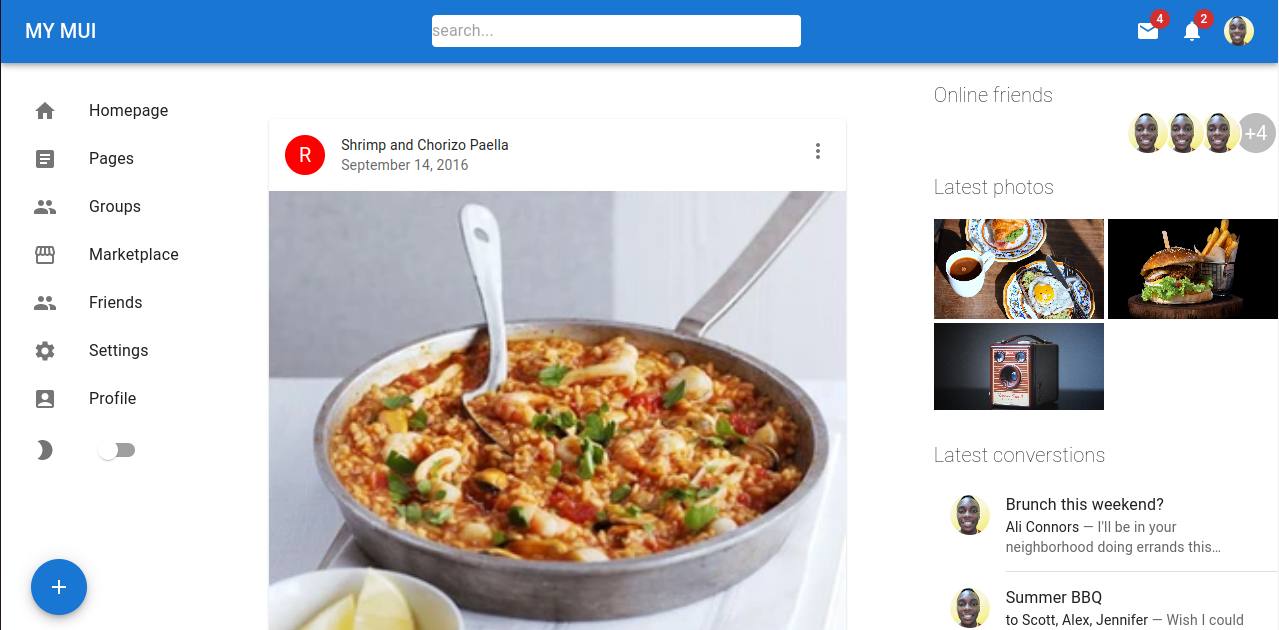 MY MUI
search...
4
2
Homepage
Pages
Groups
Marketplace
Friends
Settings
Profile
R
Shrimp and Chorizo Paella
September 14, 2016
Online friends
+4
Latest photos
Latest converstions
Brunch this weekend?
Ali Connors — I'll be in your
neighborhood doing errands this…
Summer BBQ
to Scott, Alex, Jennifer — Wish I could